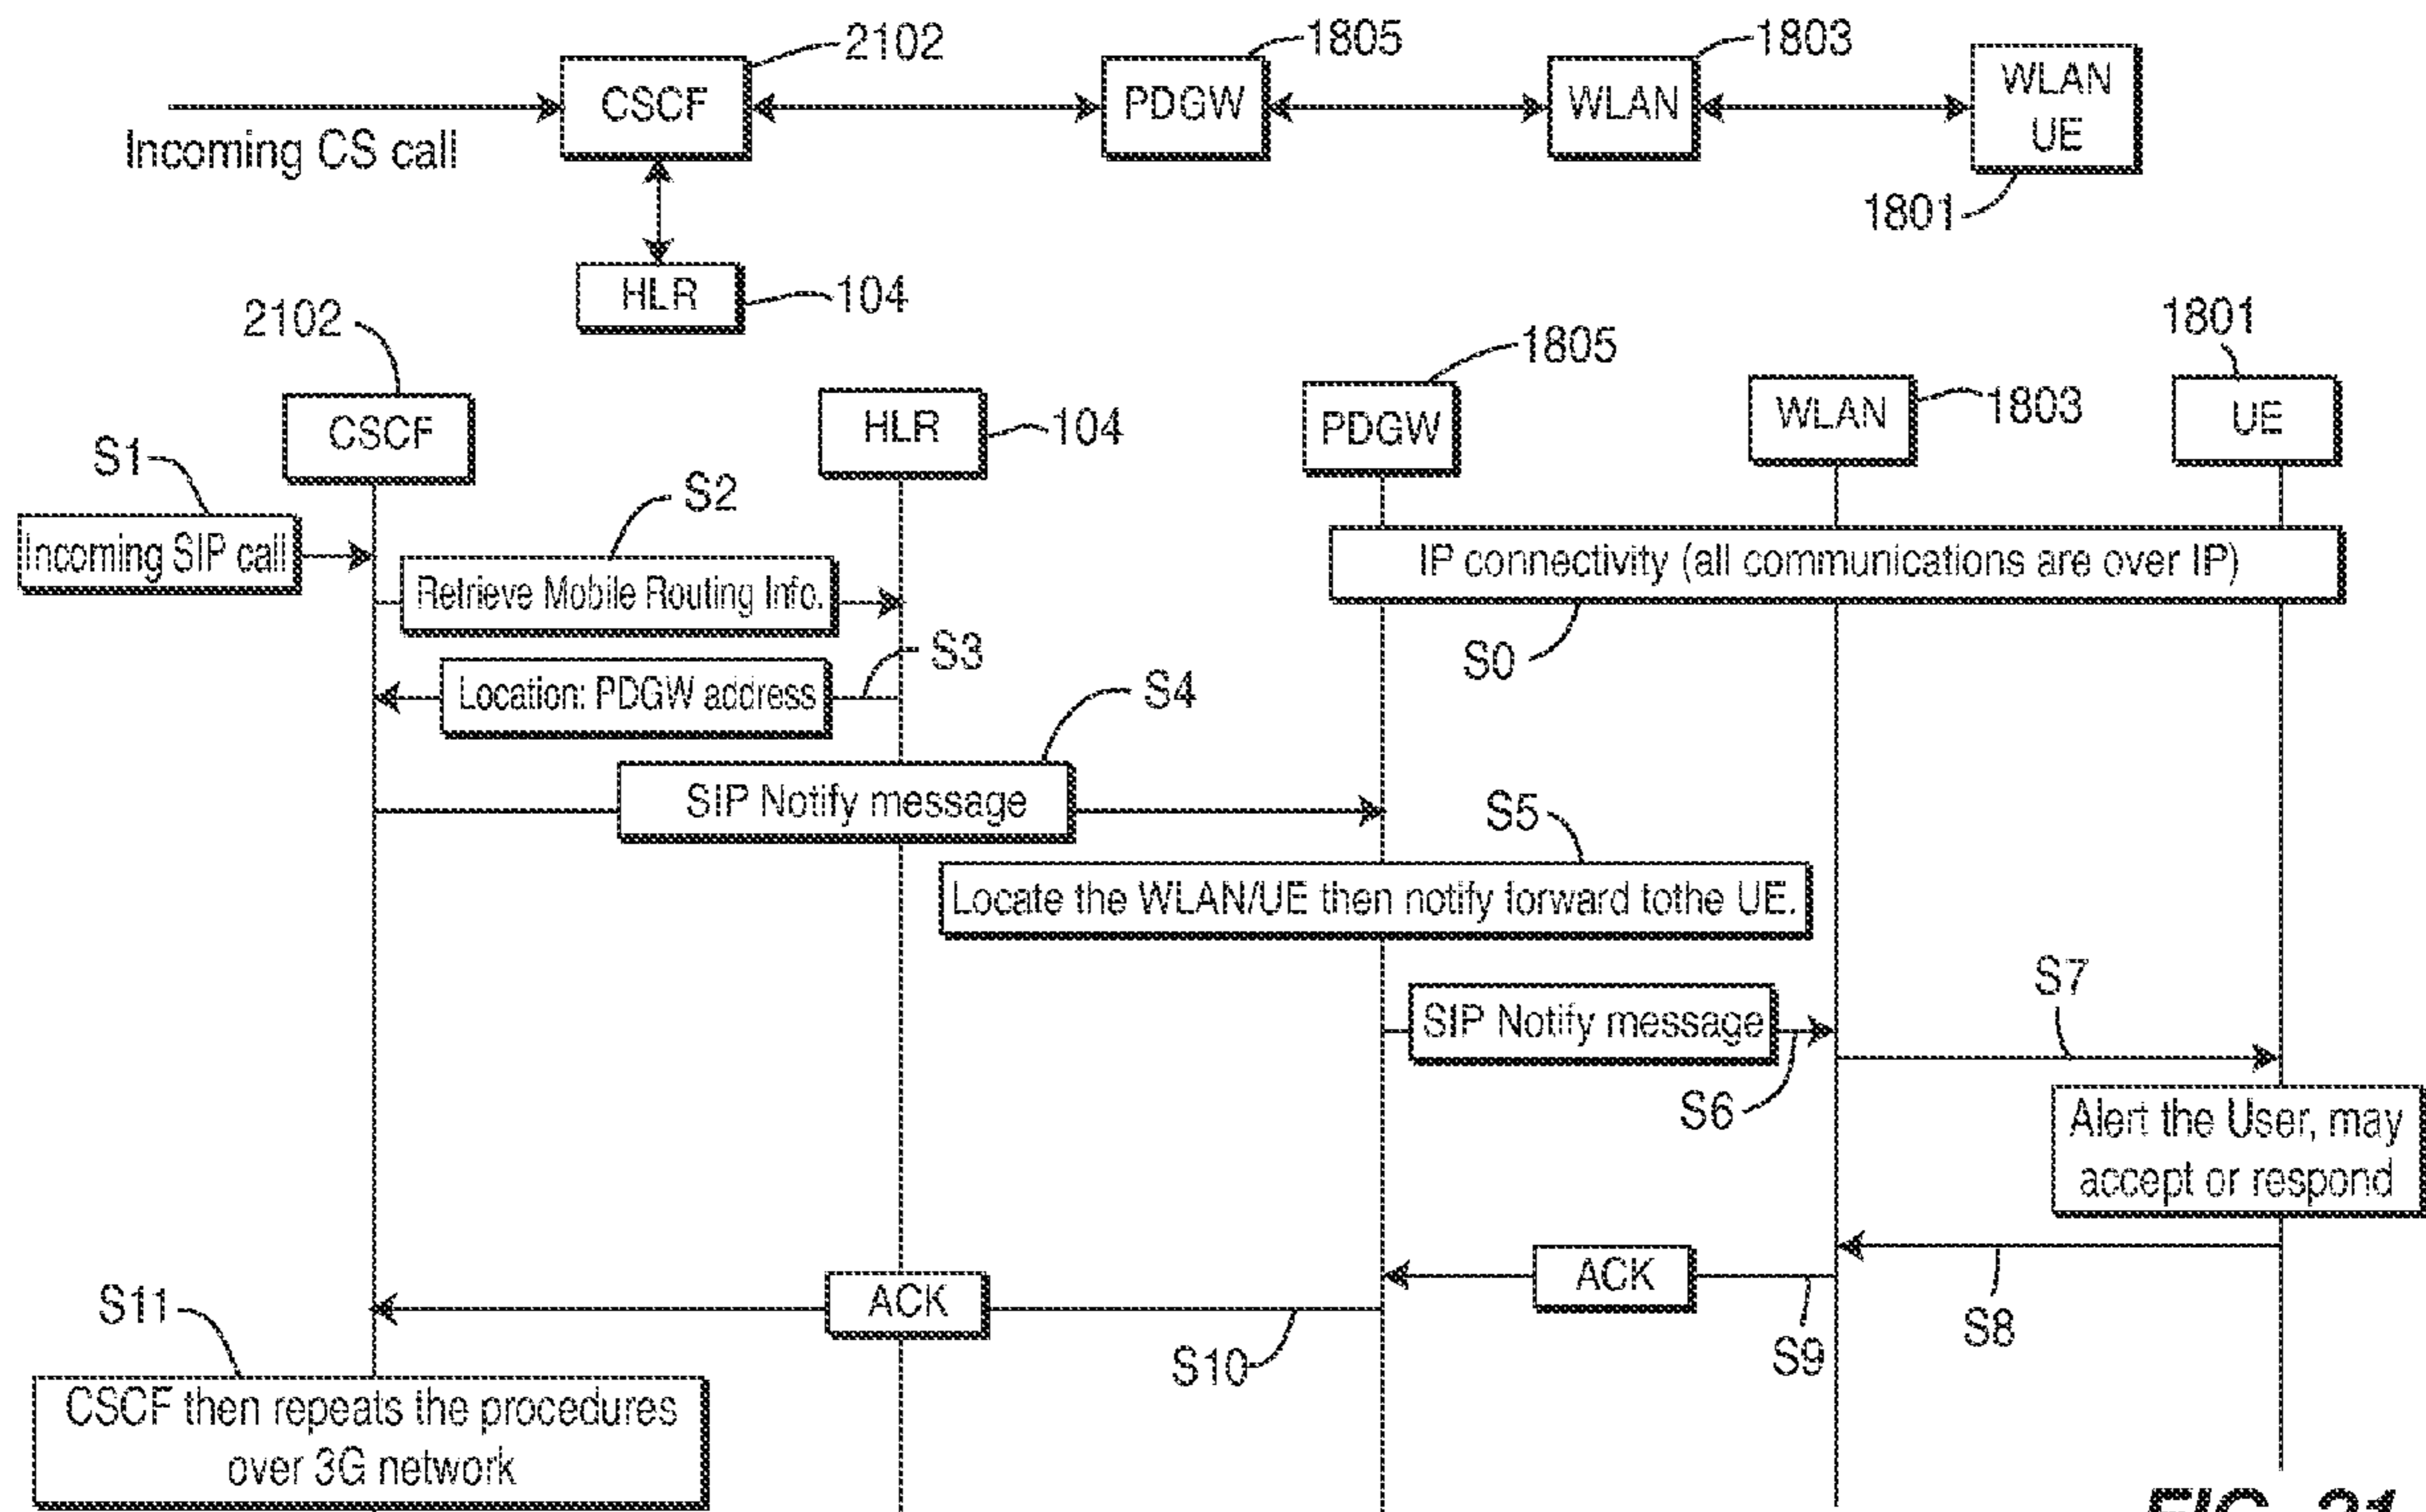 2102
1805
1803
CSCF
PDGW
WLAN
WLAN
UE
Incoming CS call
1801
HLR
104
2102
1805
1801
CSCF
HLR
104
PDGW
WLAN
1803
UE
S1
S2
Incoming SIP call
Retrieve Mobile Routing Info.
IP connectivity (all communications are over IP)
S3
S0
Location: PDGW address
S4
SIP Notify message
S5
Locate the WLAN/UE then notify forward tothe UE.
S7
SIP Notify message
S6
Alert the User, may
accept or respond
ACK
ACK
S11
S10
S9
S8
CSCF then repeats the procedures
over 3G network
FIG. 21